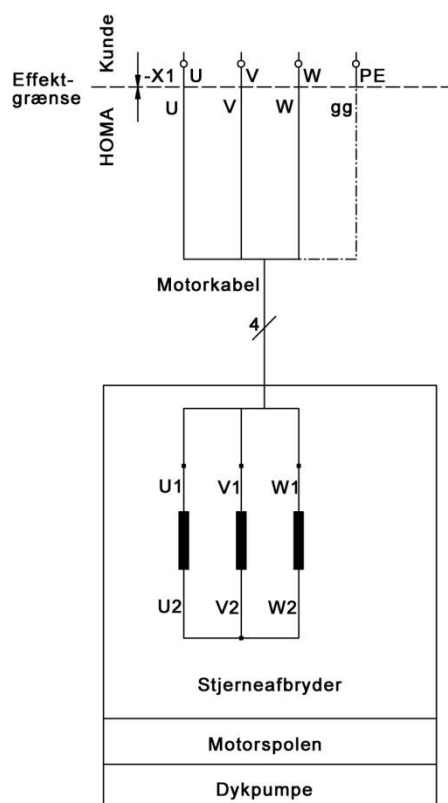 Kunde
-X1 U V W PE
Effekt-
grænse
HOMA
U V W gg
Motorkabel
4
U1 V1 W1
U2 V2 W2
Stjerneafbryder
Motorspolen
Dykpumpe